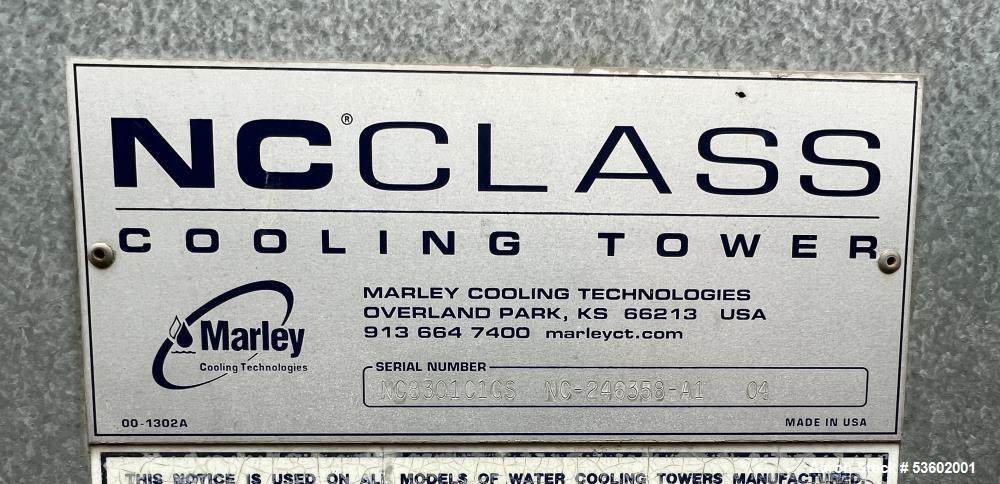 NC®CLASS
COOLING TOWER
Marley
Cooling Technologies
MARLEY COOLING TECHNOLOGIES
OVERLAND PARK, KS 66213 USA
913 664 7400 marleyct.com
SERIAL NUMBER
NC8301C1GS NC-246358-A1 04
00-1302A
MADE IN USA
THIS NOTICE IS USED ON ALL MODELS OF WATER COOLING TOWERS MANUFACTURED
Aaron Stock # 53602001